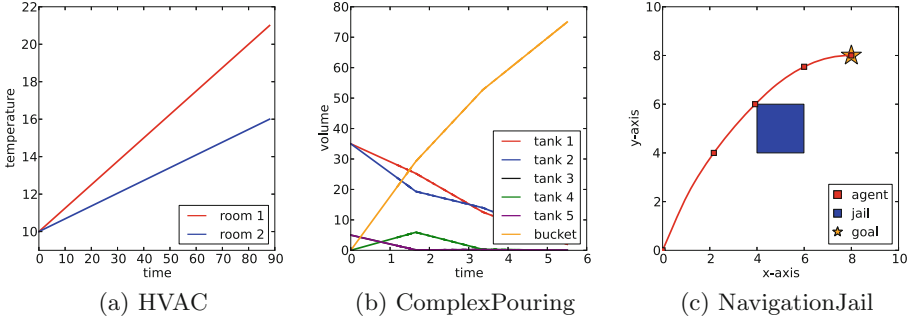 22
20
18
16
14
12
10
temperature
0 10 20 30 40 50 60 70 80 90
time
room 1
room 2
(a) HVAC
80
70
60
50
40
30
20
10
0
volume
0 1 2 3 4 5 6
time
tank 1
tank 2
tank 3
tank 4
tank 5
bucket
(b) ComplexPouring
10
8
6
4
2
0
y-axis
0 2 4 6 8 10
x-axis
agent
jail
goal
(c) NavigationJail